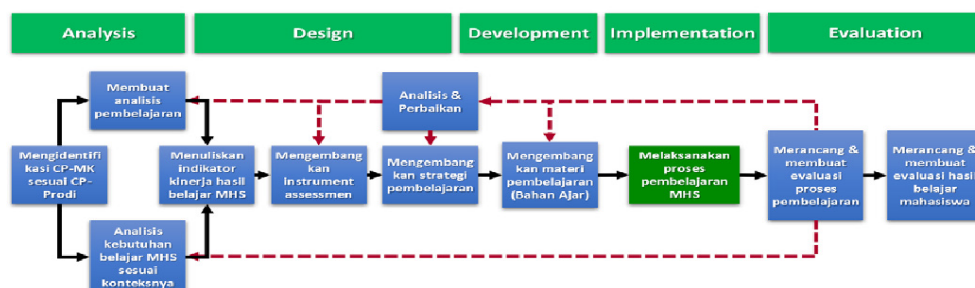 Analysis
Design
Development
Implementation
Evaluation
Membuat
analisis
pembelajaran
Analisis &
Perbaikan
Mengidentifi
kasi CP-MK
sesuai CP-
Prodi
Menuliskan
indikator
kinerja hasil
belajar MHS
Mengembang
kan Instrument
assessmen
Mengembang
kan strategi
pembelajaran
Mengembang
kan materi
pembelajaran
(Bahan Ajar)
Melaksanakan
proses
pembelajaran
MHS
Merancang &
membuat
evaluasi proses
pembelajaran
Merancang &
membuat
evaluasi hasil
belajar
mahasiswa
Analisis
kebutuhan
belajar MHS
sesuai
konteksnya